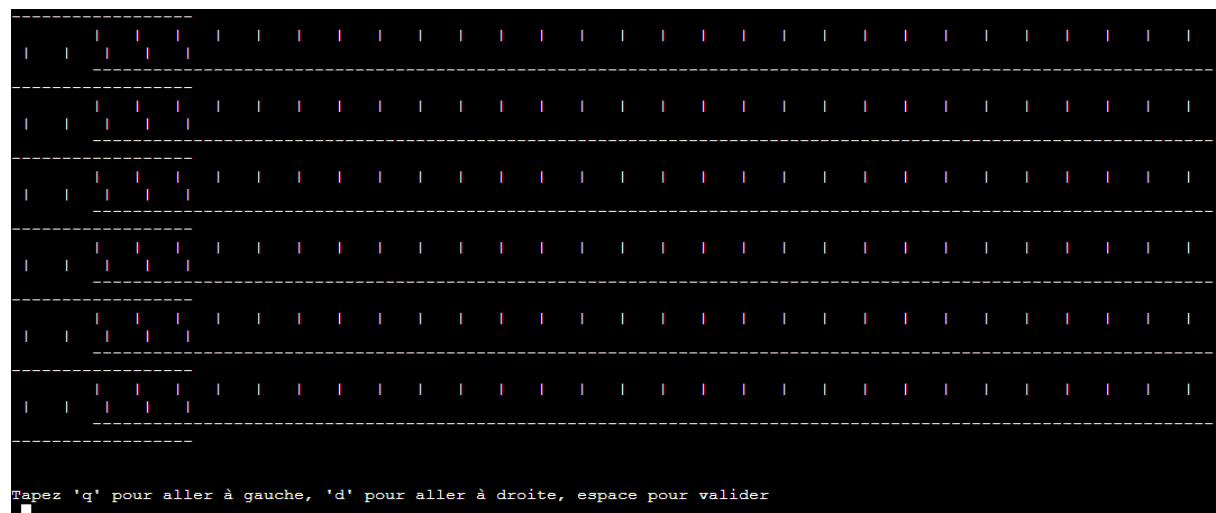 Tapez 'q' pour aller à gauche, 'd' pour aller à droite, espace pour valider